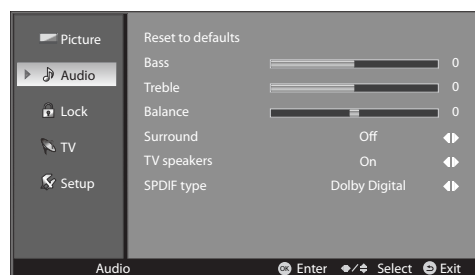 Picture
Audio
Lock
TV
Setup
Reset to defaults
Bass 0
Treble 0
Balance 0
Surround Off
TV speakers On
SPDIF type Dolby Digital
Audio OK Enter / Select Exit